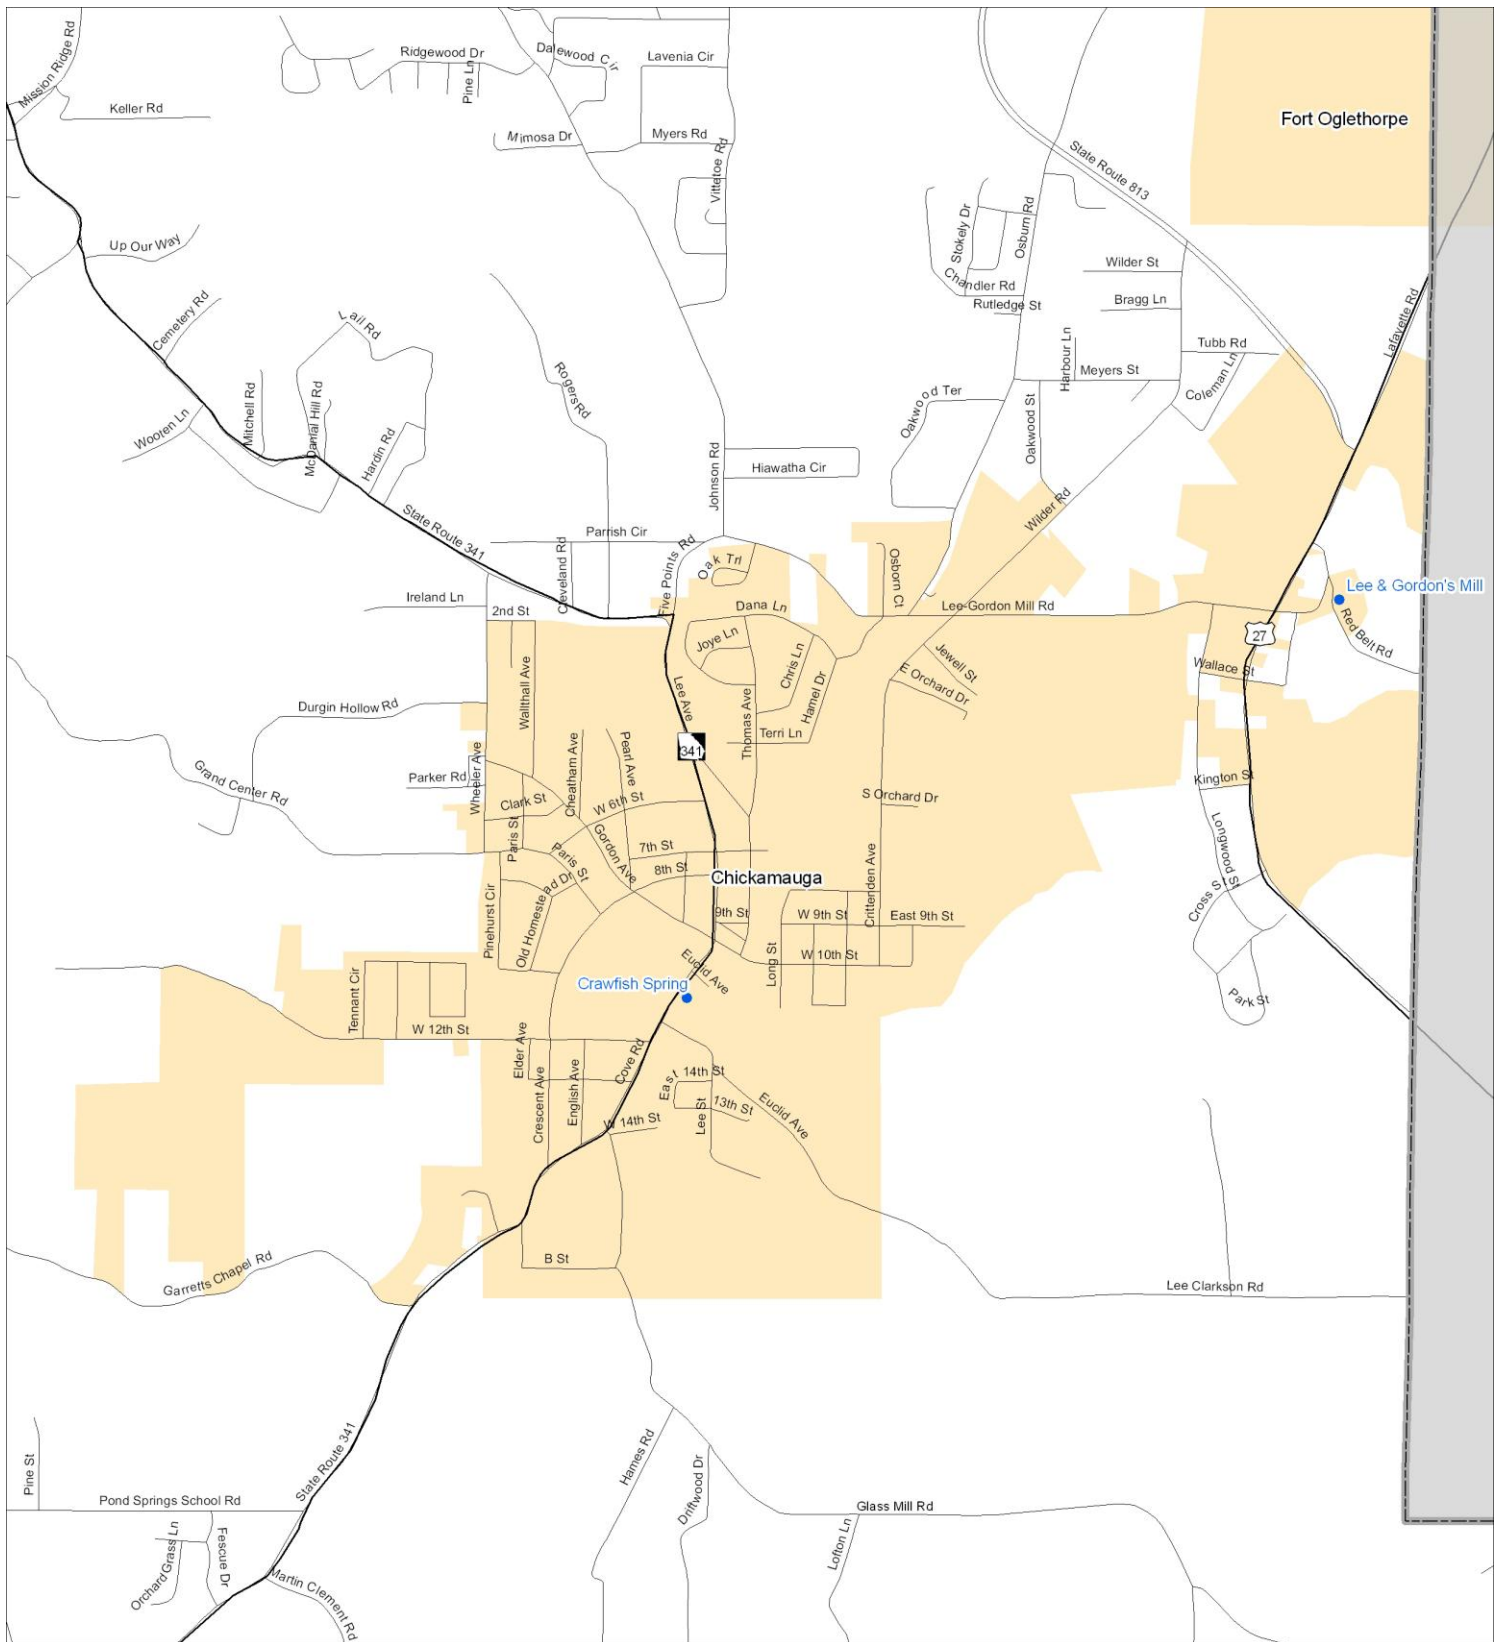 Mission Ridge Rd
Ridgewood Dr
Dalewood Cir
Lavenia Cir
Pine Ln
Keller Rd
Fort Oglethorpe
Mimosa Dr
Myers Rd
State Route 813
Vittetoe Rd
Stokely Dr
Osburn Rd
Up Our Way
Wilder St
Chandler Rd
Bragg Ln
Rutledge St
Cemetery Rd
Lail Rd
Lafayette Rd
Harbour Ln
Tubb Rd
Meyers St
Coleman Ln
Rogers Rd
Oakwood Ter
Mitchell Rd
McDanial Hill Rd
Wooten Ln
Hardin Rd
Oakwood St
Hiawatha Cir
Johnson Rd
Wilder Rd
State Route 341
Parrish Cir
Cleveland Rd
Five Points Rd
Oak Trl
Osborn Ct
Lee & Gordon's Mill
Ireland Ln
2nd St
Dana Ln
Lee-Gordon Mill Rd
Red Belt Rd
27
Joye Ln
Chris Ln
Jewell St
Wallace St
E Orchard Dr
Wallthall Ave
Lee Ave
Hamel Dr
Durgin Hollow Rd
Thomas Ave
Terri Ln
341
Cheatham Ave
Pearl Ave
Wheeler Ave
Parker Rd
Grand Center Rd
Kington St
Clark St
W 6th St
S Orchard Dr
Paris St
Gordon Ave
Longwood St
7th St
Paris St
8th St
Chickamauga
Crittenden Ave
Old Homestead Dr
Pinehurst Cir
9th St
W 9th St
East 9th St
Cross St
Long St
W 10th St
Euclid Ave
Crawfish Spring
Tennant Cir
Park St
W 12th St
Elder Ave
Cove Rd
Crescent Ave
English Ave
East 14th St
13th St
Lee St
Euclid Ave
W 14th St
Garretts Chapel Rd
B St
Lee Clarkson Rd
State Route 341
Pine St
Hames Rd
Driftwood Dr
Pond Springs School Rd
Glass Mill Rd
Lofton Ln
Orchard Grass Ln
Fescue Dr
Martin Clement Rd